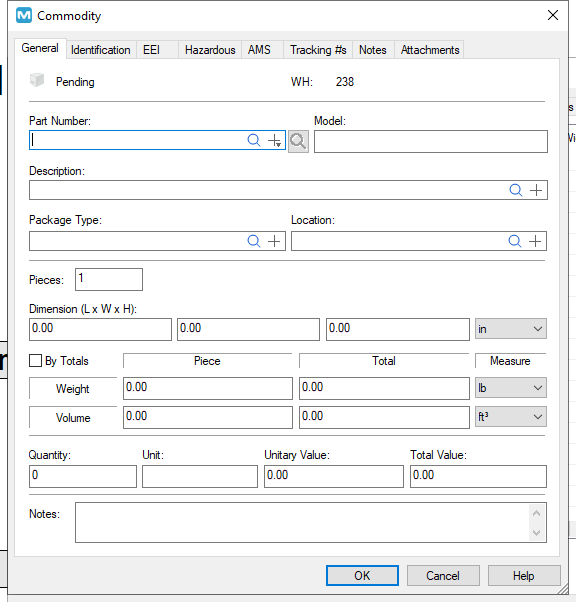 Commodity
General Identification EEI Hazardous AMS Tracking #s Notes Attachments
Pending WH: 238
Part Number: Model:
Description:
Package Type: Location:
Pieces: 1
Dimension (L x W x H):
0.00 0.00 0.00 in
By Totals Piece Total Measure
Weight 0.00 0.00 lb
Volume 0.00 0.00 ft³
Quantity: Unit: Unitary Value: Total Value:
0 0.00 0.00
Notes:
OK Cancel Help